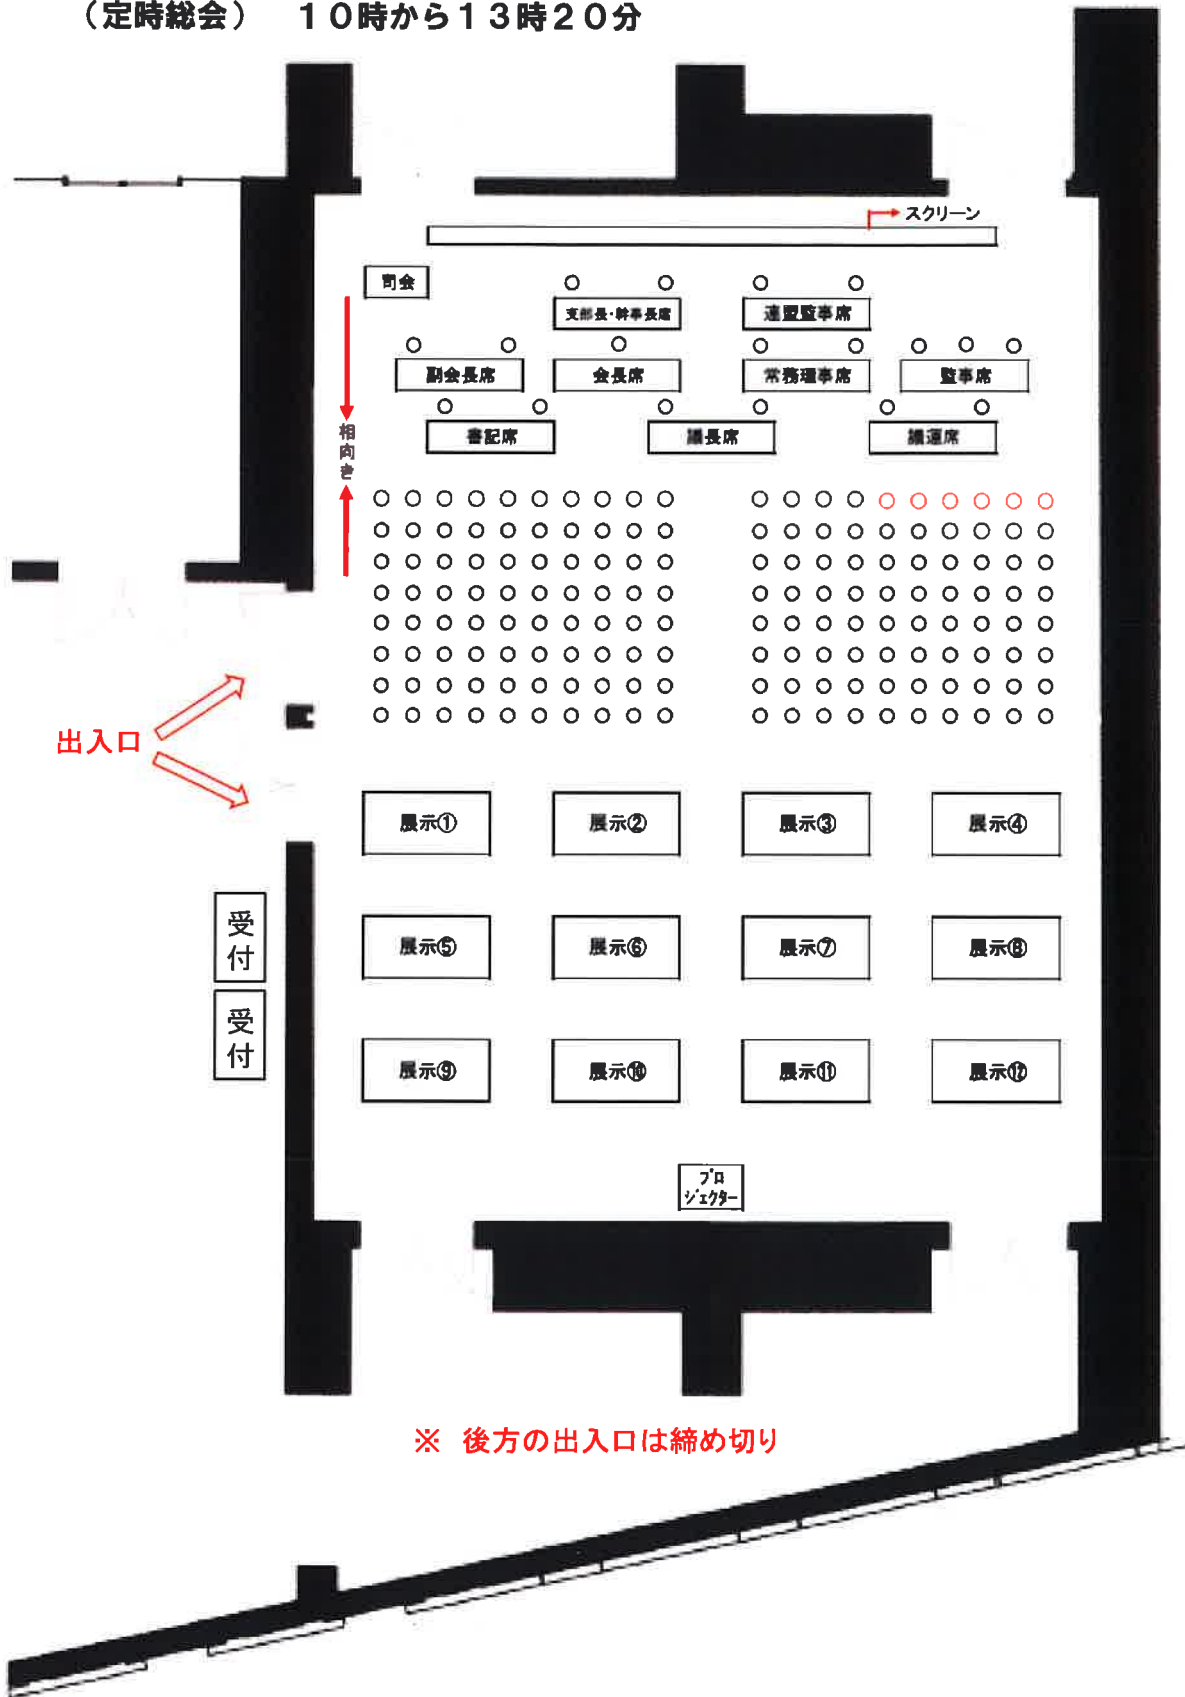 （定時総会）　１０時から１３時２０分
スクリーン
司会
支部長・幹事長席
連盟監事席
副会長席
会長席
常務理事席
監事席
書記席
議長席
議運席
相向き
出入口
展示①
展示②
展示③
展示④
受付
展示⑤
展示⑥
展示⑦
展示⑧
受付
展示⑨
展示⑩
展示⑪
展示⑫
プロ
ジェクター
※　後方の出入口は締め切り